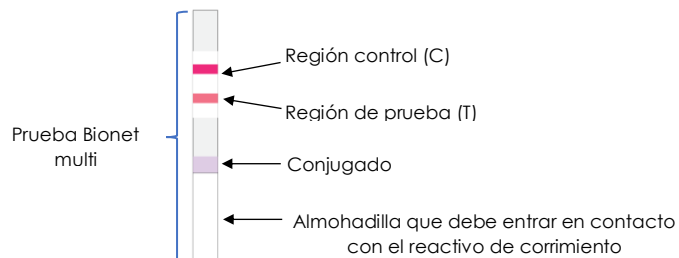 Región control (C)
Región de prueba (T)
Prueba Bionet
multi
Conjugado
Almohadilla que debe entrar en contacto
con el reactivo de corrimiento